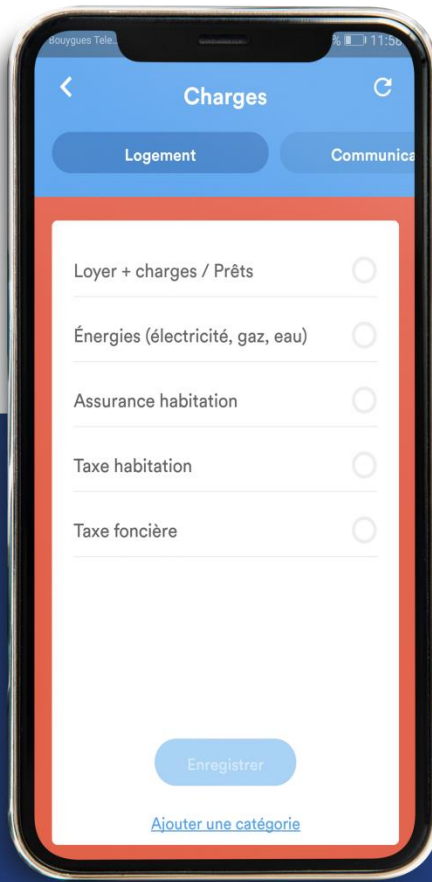 Bouygues Tele... % 11:58
Charges
Logement Communica
Loyer + charges / Prêts
Énergies (électricité, gaz, eau)
Assurance habitation
Taxe habitation
Taxe foncière
Enregistrer
Ajouter une catégorie